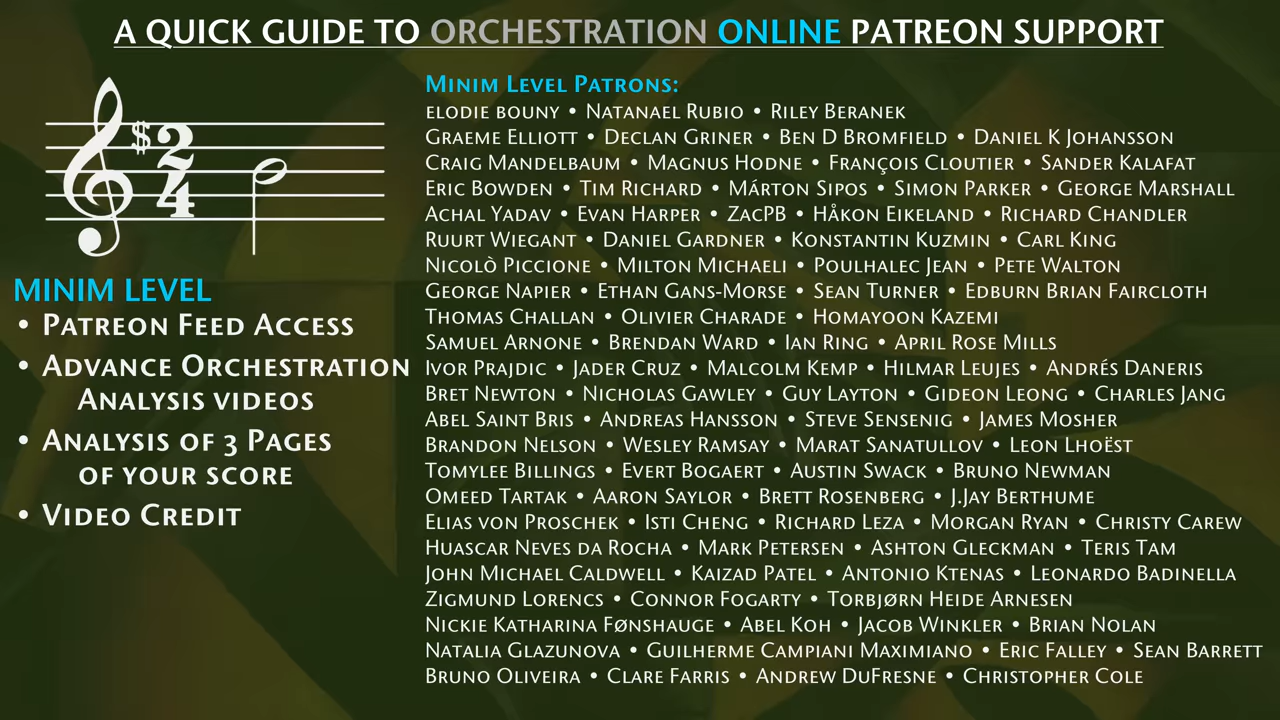 A QUICK GUIDE TO ORCHESTRATION ONLINE PATREON SUPPORT
$ 2
4
MINIM LEVEL
• PATREON FEED ACCESS
• ADVANCE ORCHESTRATION
ANALYSIS VIDEOS
• ANALYSIS OF 3 PAGES
OF YOUR SCORE
• VIDEO CREDIT
MINIM LEVEL PATRONS:
ELODIE BOUNY • NATANAEL RUBIO • RILEY BERANEK
GRAEME ELLIOTT • DECLAN GRINER • BEN D BROMFIELD • DANIEL K JOHANSSON
CRAIG MANDELBAUM • MAGNUS HODNE • FRANÇOIS CLOUTIER • SANDER KALAFAT
ERIC BOWDEN • TIM RICHARD • MÁRTON SIPOS • SIMON PARKER • GEORGE MARSHALL
ACHAL YADAV • EVAN HARPER • ZACPB • HÅKON EIKELAND • RICHARD CHANDLER
RUURT WIEGANT • DANIEL GARDNER • KONSTANTIN KUZMIN • CARL KING
NICOLÒ PICCIONE • MILTON MICHAELI • POULHALEC JEAN • PETE WALTON
GEORGE NAPIER • ETHAN GANS-MORSE • SEAN TURNER • EDBURN BRIAN FAIRCLOTH
THOMAS CHALLAN • OLIVIER CHARADE • HOMAYOON KAZEMI
SAMUEL ARNONE • BRENDAN WARD • IAN RING • APRIL ROSE MILLS
IVOR PRAJDIC • JADER CRUZ • MALCOLM KEMP • HILMAR LEUJES • ANDRÉS DANERIS
BRET NEWTON • NICHOLAS GAWLEY • GUY LAYTON • GIDEON LEONG • CHARLES JANG
ABEL SAINT BRIS • ANDREAS HANSSON • STEVE SENSENIG • JAMES MOSHER
BRANDON NELSON • WESLEY RAMSAY • MARAT SANATULLOV • LEON LHOËST
TOMYLEE BILLINGS • EVERT BOGAERT • AUSTIN SWACK • BRUNO NEWMAN
OMEED TARTAK • AARON SAYLOR • BRETT ROSENBERG • J.JAY BERTHUME
ELIAS VON PROSCHEK • ISTI CHENG • RICHARD LEZA • MORGAN RYAN • CHRISTY CAREW
HUASCAR NEVES DA ROCHA • MARK PETERSEN • ASHTON GLECKMAN • TERIS TAM
JOHN MICHAEL CALDWELL • KAIZAD PATEL • ANTONIO KTENAS • LEONARDO BADINELLA
ZIGMUND LORENCS • CONNOR FOGARTY • TORBJØRN HEIDE ARNESEN
NICKIE KATHARINA FØNSHAUGE • ABEL KOH • JACOB WINKLER • BRIAN NOLAN
NATALIA GLAZUNOVA • GUILHERME CAMPIANI MAXIMIANO • ERIC FALLEY • SEAN BARRETT
BRUNO OLIVEIRA • CLARE FARRIS • ANDREW DUFRESNE • CHRISTOPHER COLE